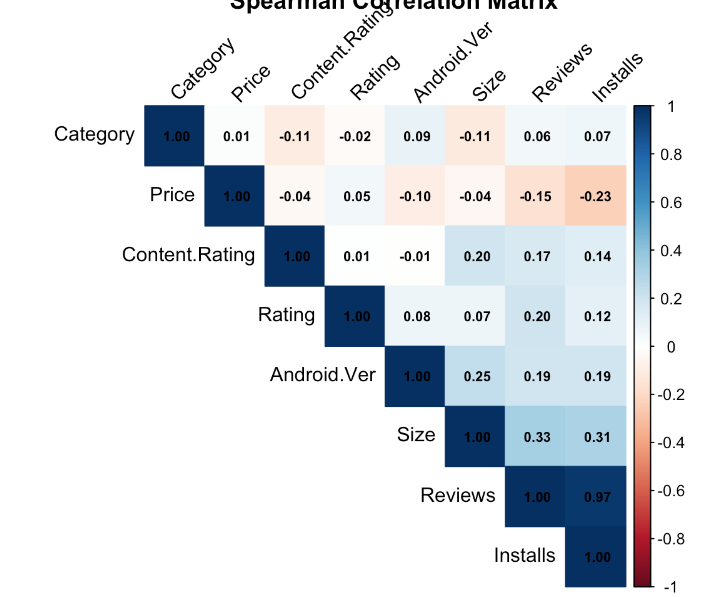 Spearman Correlation Matrix
Category Price Content.Rating Rating Android.Ver Size Reviews Installs
Category 1.00 0.01 -0.11 -0.02 0.09 -0.11 0.06 0.07
Price 1.00 -0.04 0.05 -0.10 -0.04 -0.15 -0.23
Content.Rating 1.00 0.01 -0.01 0.20 0.17 0.14
Rating 1.00 0.08 0.07 0.20 0.12
Android.Ver 1.00 0.25 0.19 0.19
Size 1.00 0.33 0.31
Reviews 1.00 0.97
Installs 1.00
1
0.8
0.6
0.4
0.2
0
-0.2
-0.4
-0.6
-0.8
-1